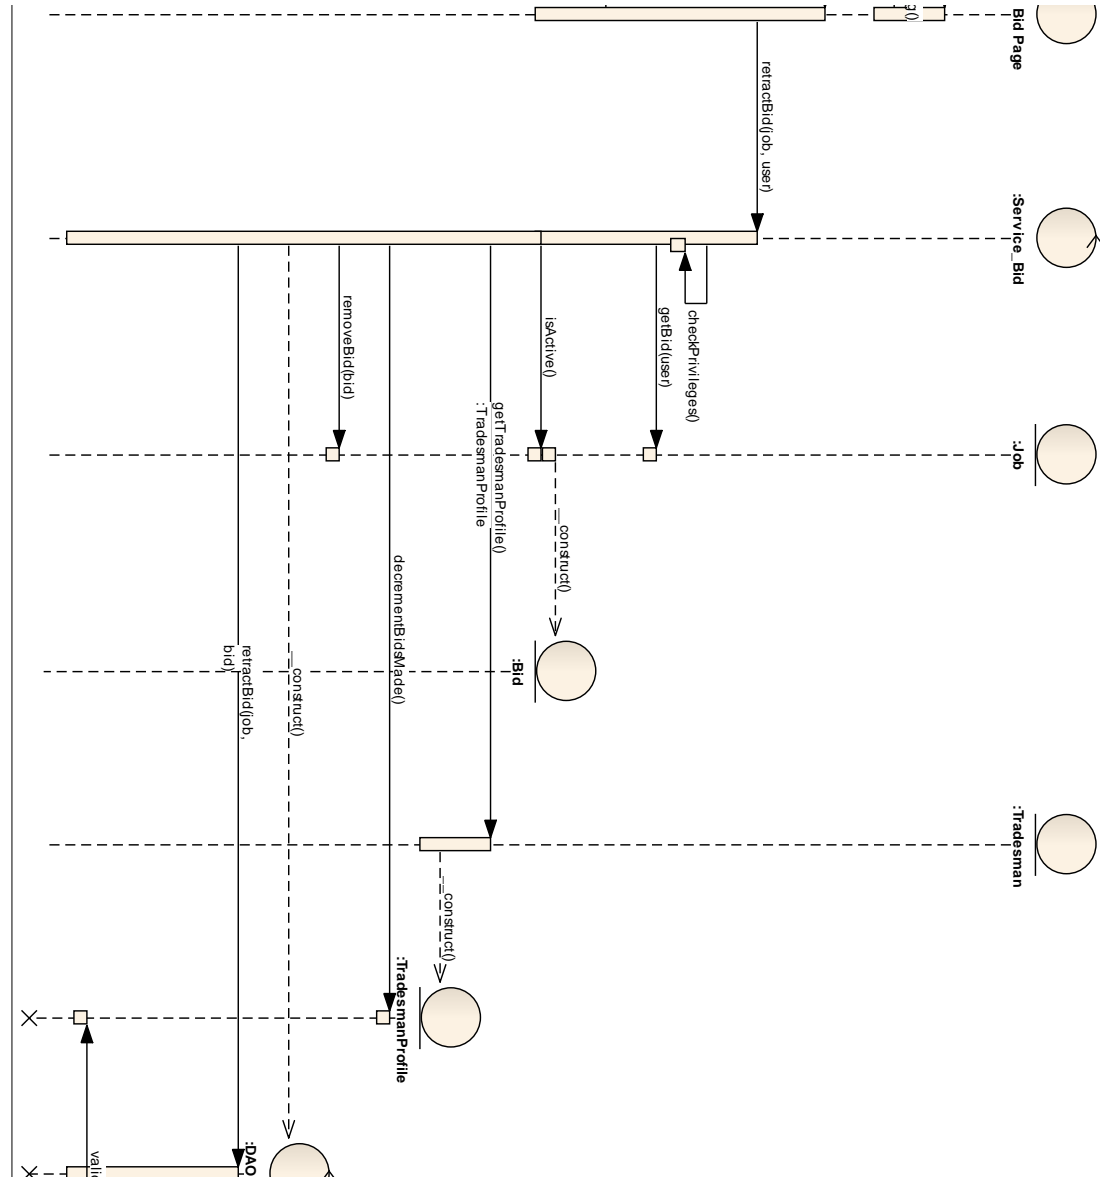 Bid Page
g()
retractBid(job, user)
:Service_Bid
checkPrivileges()
getBid(user)
isActive()
removeBid(bid)
:Job
getTradesmanProfile()
:TradesmanProfile
__construct()
decrementBidsMade()
:Bid
__construct()
retractBid(job,
bid)
:Tradesman
__construct()
:TradesmanProfile
:DAO
valid